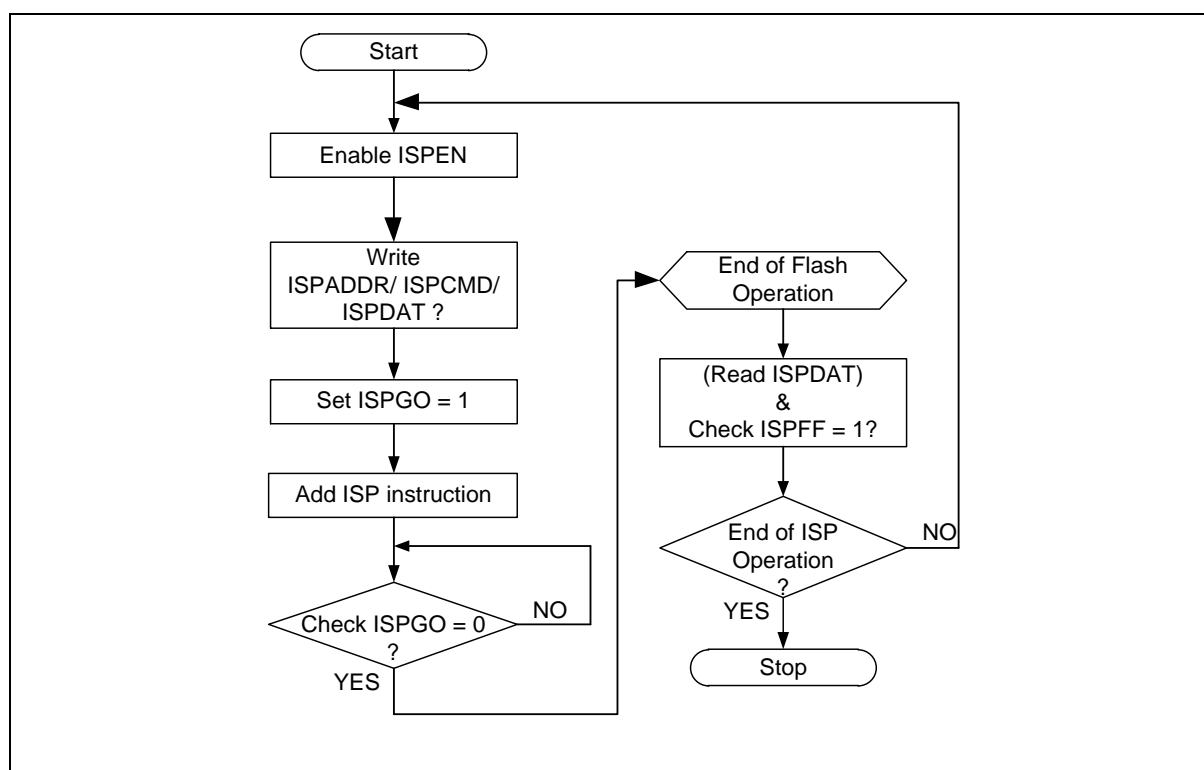 Start
Enable ISPEN
Write
ISPADDR/ ISPCMD/
ISPDAT ?
Set ISPGO = 1
Add ISP instruction
Check ISPGO = 0
?
NO
YES
End of Flash
Operation
(Read ISPDAT)
&
Check ISPFF = 1?
End of ISP
Operation
?
NO
YES
Stop